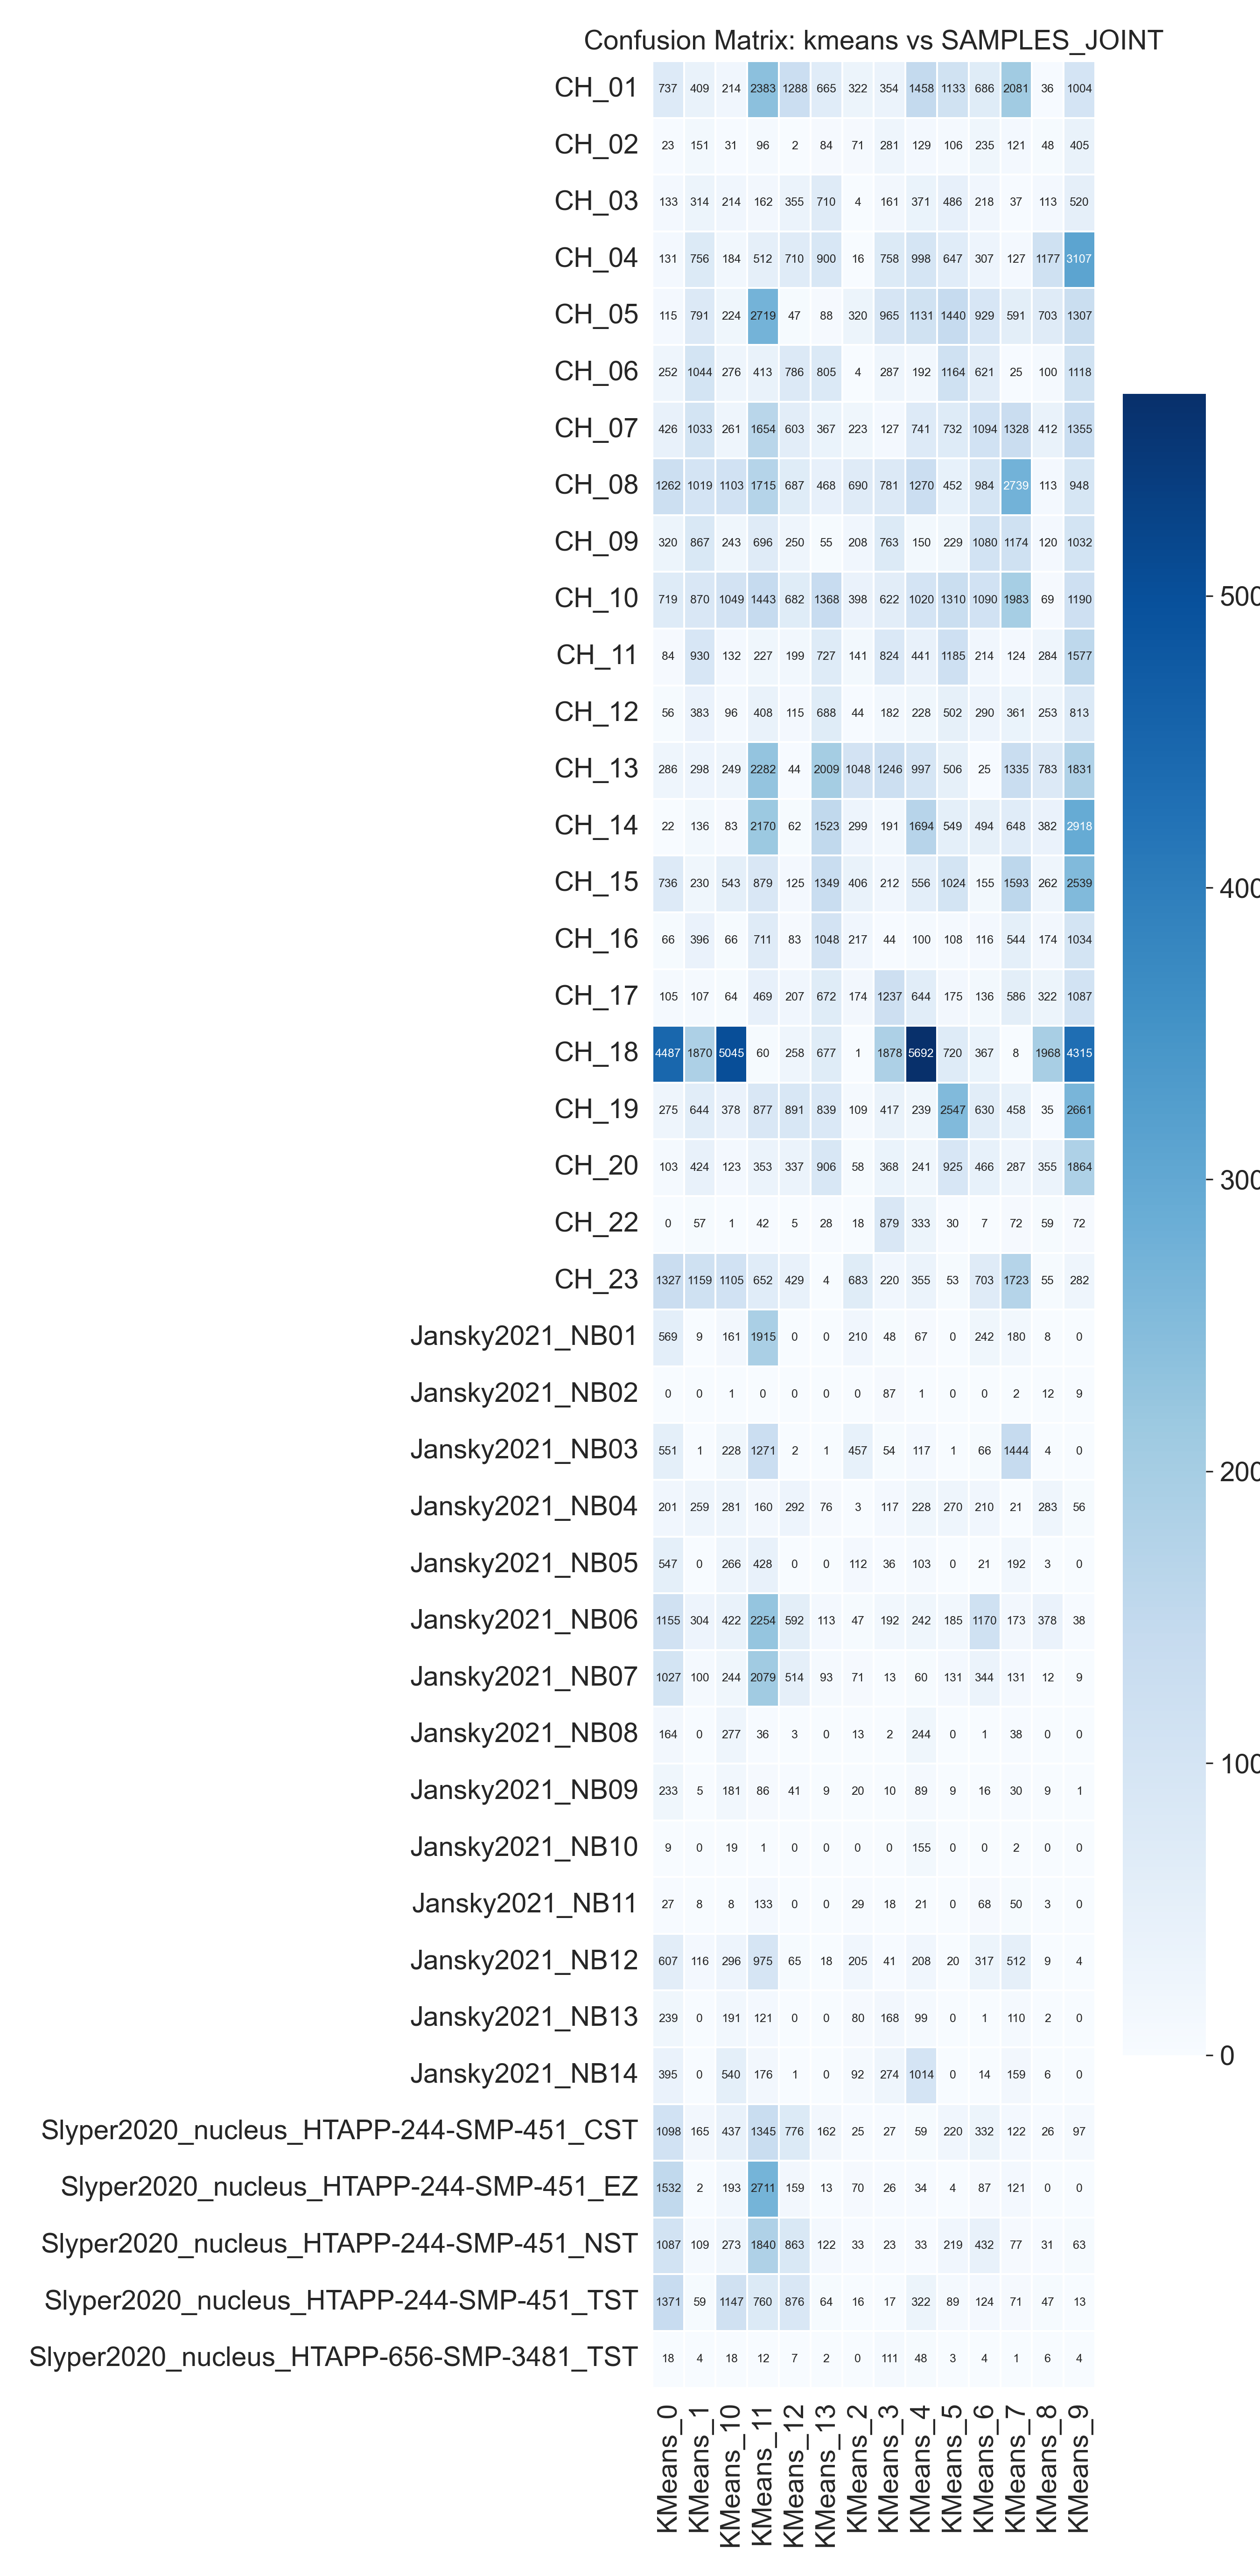 Confusion Matrix: kmeans vs SAMPLES_JOINT
CH_01 737 409 214 2383 1288 665 322 354 1458 1133 686 2081 36 1004
CH_02 23 151 31 96 2 84 71 281 129 106 235 121 48 405
CH_03 133 314 214 162 355 710 4 161 371 486 218 37 113 520
CH_04 131 756 184 512 710 900 16 758 998 647 307 127 1177 3107
CH_05 115 791 224 2719 47 88 320 965 1131 1440 929 591 703 1307
CH_06 252 1044 276 413 786 805 4 287 192 1164 621 25 100 1118
CH_07 426 1033 261 1654 603 367 223 127 741 732 1094 1328 412 1355
CH_08 1262 1019 1103 1715 687 468 690 781 1270 452 984 2739 113 948
CH_09 320 867 243 696 250 55 208 763 150 229 1080 1174 120 1032
500
CH_10 719 870 1049 1443 682 1368 398 622 1020 1310 1090 1983 69 1190
CH_11 84 930 132 227 199 727 141 824 441 1185 214 124 284 1577
CH_12 56 383 96 408 115 688 44 182 228 502 290 361 253 813
CH_13 286 298 249 2282 44 2009 1048 1246 997 506 25 1335 783 1831
CH_14 22 136 83 2170 62 1523 299 191 1694 549 494 648 382 2918
CH_15 736 230 543 879 125 1349 406 212 556 1024 155 1593 262 2539
400
CH_16 66 396 66 711 83 1048 217 44 100 108 116 544 174 1034
CH_17 105 107 64 469 207 672 174 1237 644 175 136 586 322 1087
CH_18 4487 1870 5045 60 258 677 1 1878 5692 720 367 8 1968 4315
CH_19 275 644 378 877 891 839 109 417 239 2547 630 458 35 2661
CH_20 103 424 123 353 337 906 58 368 241 925 466 287 355 1864
300
CH_22 0 57 1 42 5 28 18 879 333 30 7 72 59 72
CH_23 1327 1159 1105 652 429 4 683 220 355 53 703 1723 55 282
Jansky2021_NB01 569 9 161 1915 0 0 210 48 67 0 242 180 8 0
Jansky2021_NB02 0 0 1 0 0 0 0 87 1 0 0 2 12 9
Jansky2021_NB03 551 1 228 1271 2 1 457 54 117 1 66 1444 4 0
200
Jansky2021_NB04 201 259 281 160 292 76 3 117 228 270 210 21 283 56
Jansky2021_NB05 547 0 266 428 0 0 112 36 103 0 21 192 3 0
Jansky2021_NB06 1155 304 422 2254 592 113 47 192 242 185 1170 173 378 38
Jansky2021_NB07 1027 100 244 2079 514 93 71 13 60 131 344 131 12 9
Jansky2021_NB08 164 0 277 36 3 0 13 2 244 0 1 38 0 0
100
Jansky2021_NB09 233 5 181 86 41 9 20 10 89 9 16 30 9 1
Jansky2021_NB10 9 0 19 1 0 0 0 0 155 0 0 2 0 0
Jansky2021_NB11 27 8 8 133 0 0 29 18 21 0 68 50 3 0
Jansky2021_NB12 607 116 296 975 65 18 205 41 208 20 317 512 9 4
Jansky2021_NB13 239 0 191 121 0 0 80 168 99 0 1 110 2 0
0
Jansky2021_NB14 395 0 540 176 1 0 92 274 1014 0 14 159 6 0
Slyper2020_nucleus_HTAPP-244-SMP-451_CST 1098 165 437 1345 776 162 25 27 59 220 332 122 26 97
Slyper2020_nucleus_HTAPP-244-SMP-451_EZ 1532 2 193 2711 159 13 70 26 34 4 87 121 0 0
Slyper2020_nucleus_HTAPP-244-SMP-451_NST 1087 109 273 1840 863 122 33 23 33 219 432 77 31 63
Slyper2020_nucleus_HTAPP-244-SMP-451_TST 1371 59 1147 760 876 64 16 17 322 89 124 71 47 13
Slyper2020_nucleus_HTAPP-656-SMP-3481_TST 18 4 18 12 7 2 0 111 48 3 4 1 6 4
KMeans_0 KMeans_1 KMeans_10 KMeans_11 KMeans_12 KMeans_13 KMeans_2 KMeans_3 KMeans_4 KMeans_5 KMeans_6 KMeans_7 KMeans_8 KMeans_9